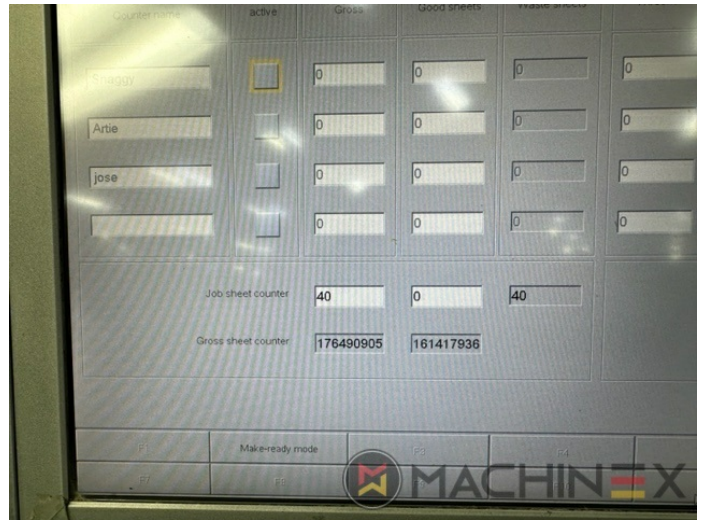 Counter name active Gross Good sheets Waste sheets
Snaggy 0 0 0 0
Artie 0 0 0 0
jose 0 0 0 0
0 0 0 0
Job sheet counter 40 0 40
Gross sheet counter 176490905 161417936
F1 Make-ready mode F3 F4
F7 F8
MACHINEX